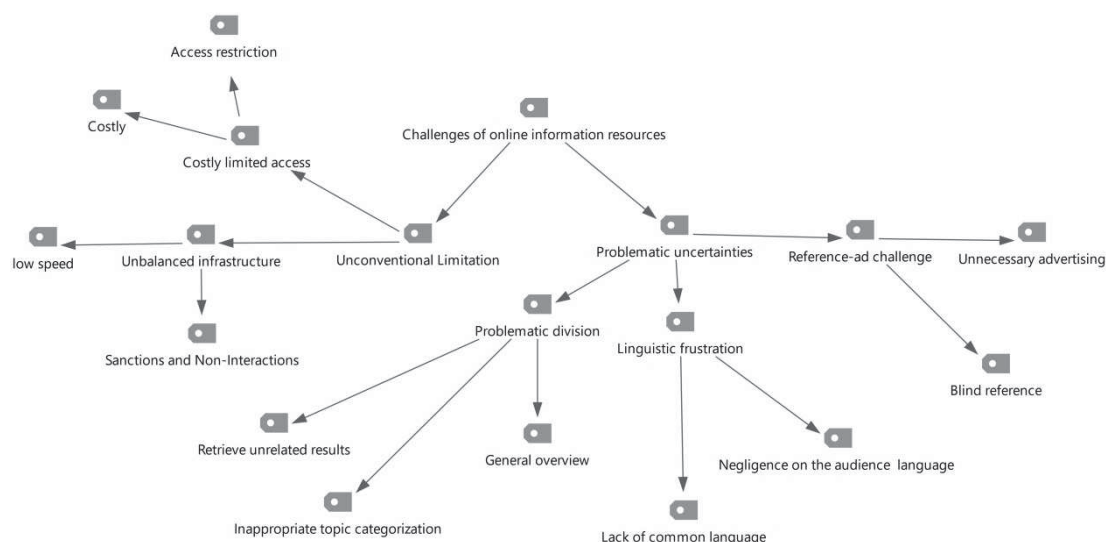 Access restriction
Costly
Challenges of online information resources
Costly limited access
low speed
Unbalanced infrastructure
Unconventional Limitation
Problematic uncertainties
Reference-ad challenge
Unnecessary advertising
Problematic division
Linguistic frustration
Sanctions and Non-Interactions
Blind reference
Retrieve unrelated results
General overview
Negligence on the audience language
Inappropriate topic categorization
Lack of common language